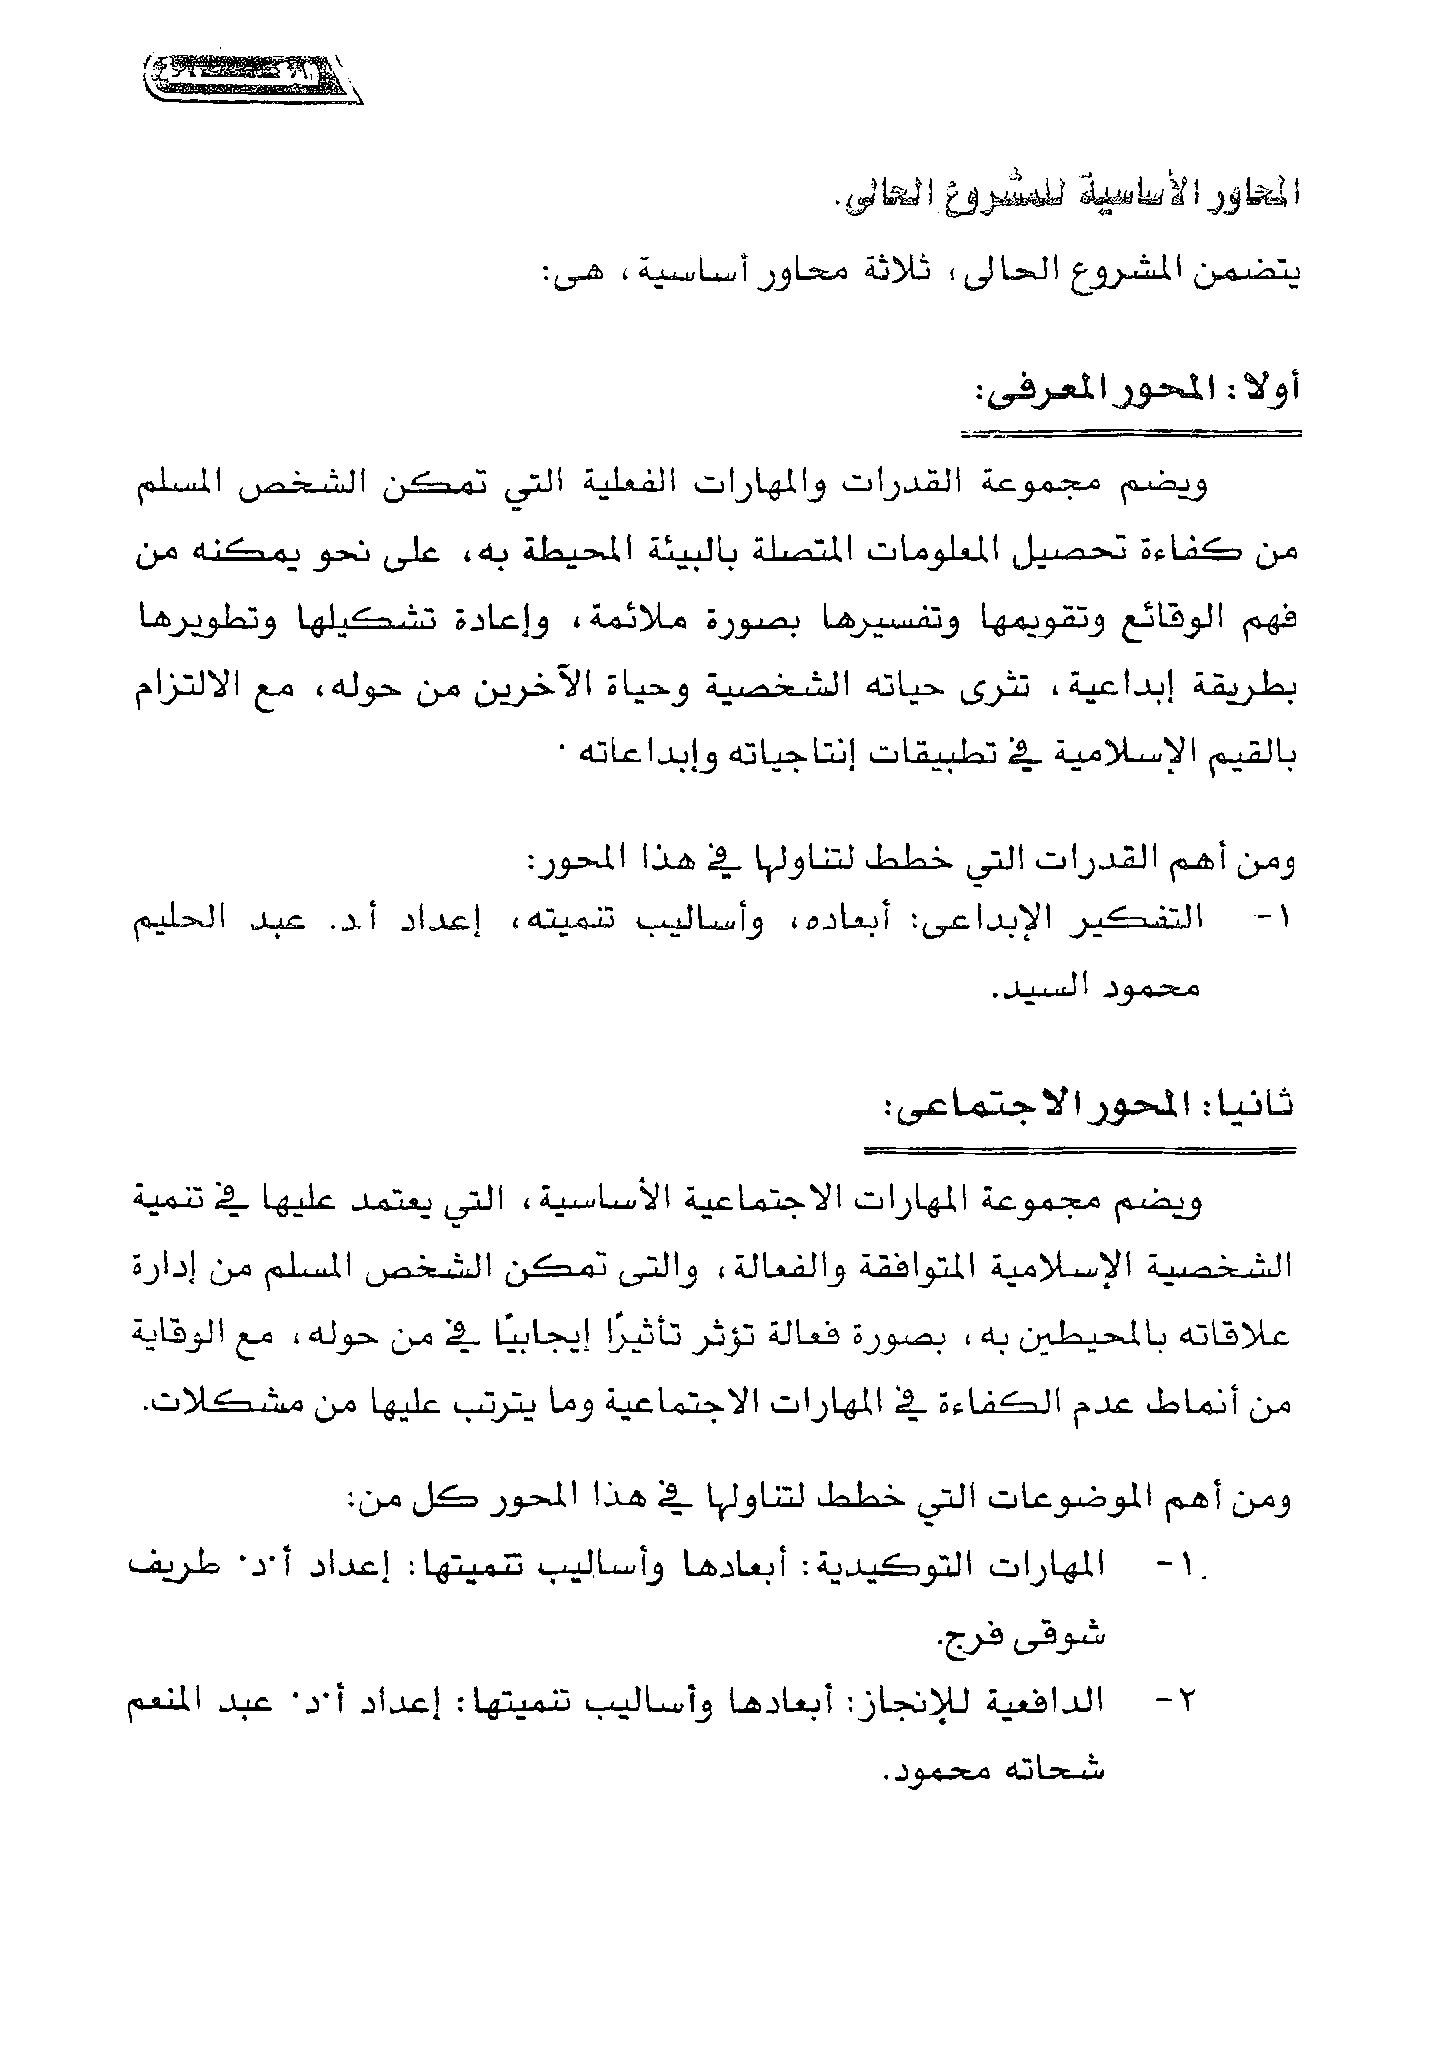 المحاور الأساسية للمشروع الحالى.
يتضمن المشروع الحالى، ثلاثة محاور أساسية، هى:
أولا: المحور المعرفى:
ويضم مجموعة القدرات والمهارات الفعلية التي تمكن الشخص المسلم
من كفاءة تحصيل المعلومات المتصلة بالبيئة المحيطة به، على نحو يمكنه من
فهم الوقائع وتقويمها وتفسيرها بصورة ملائمة، وإعادة تشكيلها وتطويرها
بطريقة إبداعية، تثرى حياته الشخصية وحياة الآخرين من حوله، مع الالتزام
بالقيم الإسلامية في تطبيقات إنتاجياته وإبداعاته .
ومن أهم القدرات التي خطط لتناولها في هذا المحور:
١- التفكير الإبداعى: أبعاده، وأساليب تنميته، إعداد أ.د. عبد الحليم
محمود السيد.
ثانيا: المحور الاجتماعى:
ويضم مجموعة المهارات الاجتماعية الأساسية، التي يعتمد عليها في تنمية
الشخصية الإسلامية المتوافقة والفعالة، والتى تمكن الشخص المسلم من إدارة
علاقاته بالمحيطين به، بصورة فعالة تؤثر تأثيرًا إيجابيًا في من حوله، مع الوقاية
من أنماط عدم الكفاءة في المهارات الاجتماعية وما يترتب عليها من مشكلات.
ومن أهم الموضوعات التي خطط لتناولها في هذا المحور كل من:
١- المهارات التوكيدية: أبعادها وأساليب تنميتها: إعداد أ.د. طريف
شوقى فرج.
٢- الدافعية للإنجاز: أبعادها وأساليب تنميتها: إعداد أ.د. عبد المنعم
شحاته محمود.